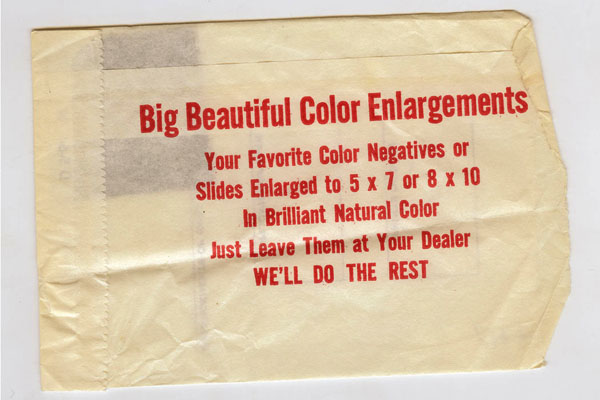 Big Beautiful Color Enlargements
Your Favorite Color Negatives or
Slides Enlarged to 5 x 7 or 8 x 10
In Brilliant Natural Color
Just Leave Them at Your Dealer
WE'LL DO THE REST